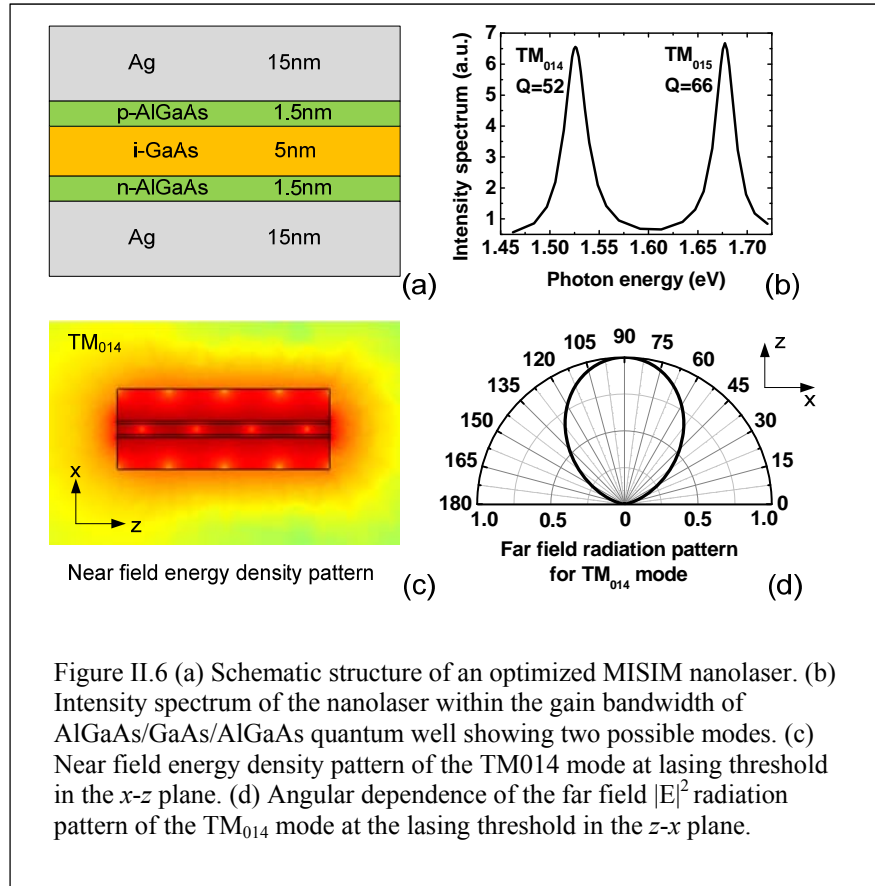 Ag 15nm
p-AlGaAs 1.5nm
i-GaAs 5nm
n-AlGaAs 1.5nm
Ag 15nm
(a)
7
6
5
4
3
2
1
Intensity spectrum (a.u.)
TM014 TM015
Q=52 Q=66
1.45 1.50 1.55 1.60 1.65 1.70
Photon energy (eV)
(b)
TM014
x
z
Near field energy density pattern
(c)
90
105 75
120 60
135 45
150 30
165 15
180 0
1.0 0.5 0 0.5 1.0
z
x
Far field radiation pattern
for TM014 mode
(d)
Figure II.6 (a) Schematic structure of an optimized MISIM nanolaser. (b)
Intensity spectrum of the nanolaser within the gain bandwidth of
AlGaAs/GaAs/AlGaAs quantum well showing two possible modes. (c)
Near field energy density pattern of the TM014 mode at lasing threshold
in the x-z plane. (d) Angular dependence of the far field |E|² radiation
pattern of the TM014 mode at the lasing threshold in the z-x plane.